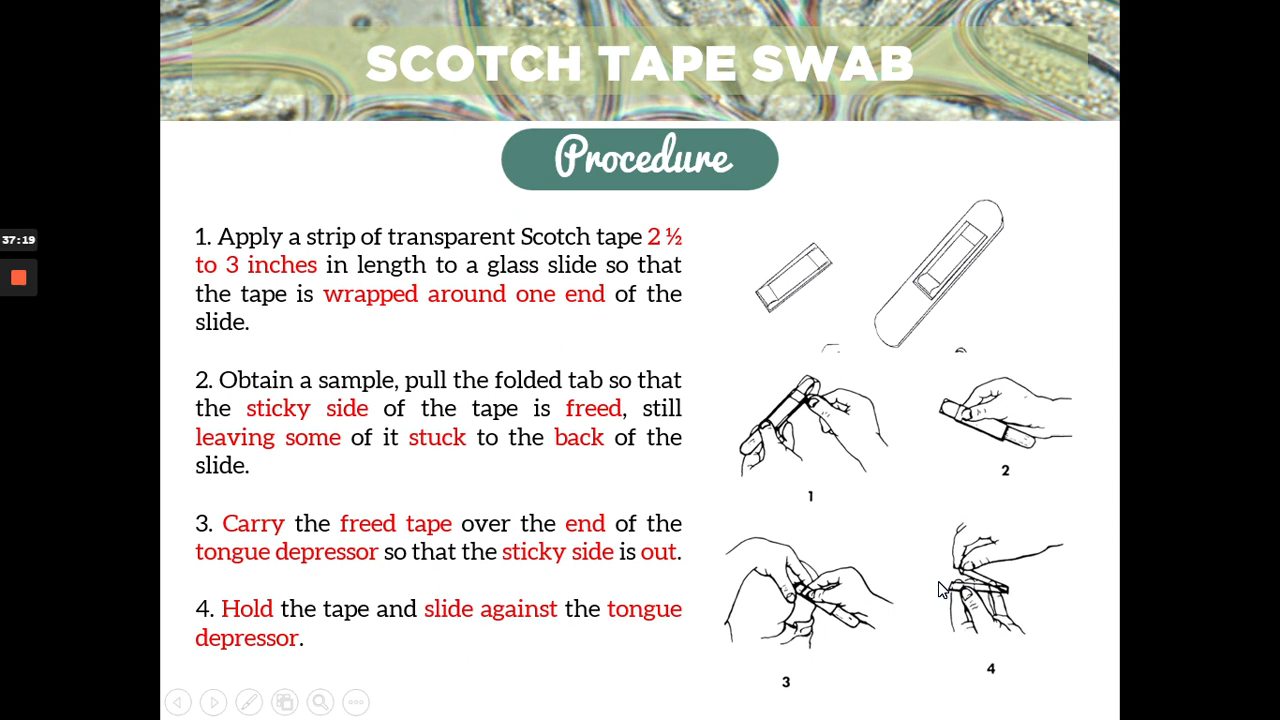 SCOTCH TAPE SWAB
Procedure
37:19
1. Apply a strip of transparent Scotch tape 2 ½
to 3 inches in length to a glass slide so that
the tape is wrapped around one end of the
slide.
2. Obtain a sample, pull the folded tab so that
the sticky side of the tape is freed, still
leaving some of it stuck to the back of the
slide.
3. Carry the freed tape over the end of the
tongue depressor so that the sticky side is out.
4. Hold the tape and slide against the tongue
depressor.
1
2
3
4